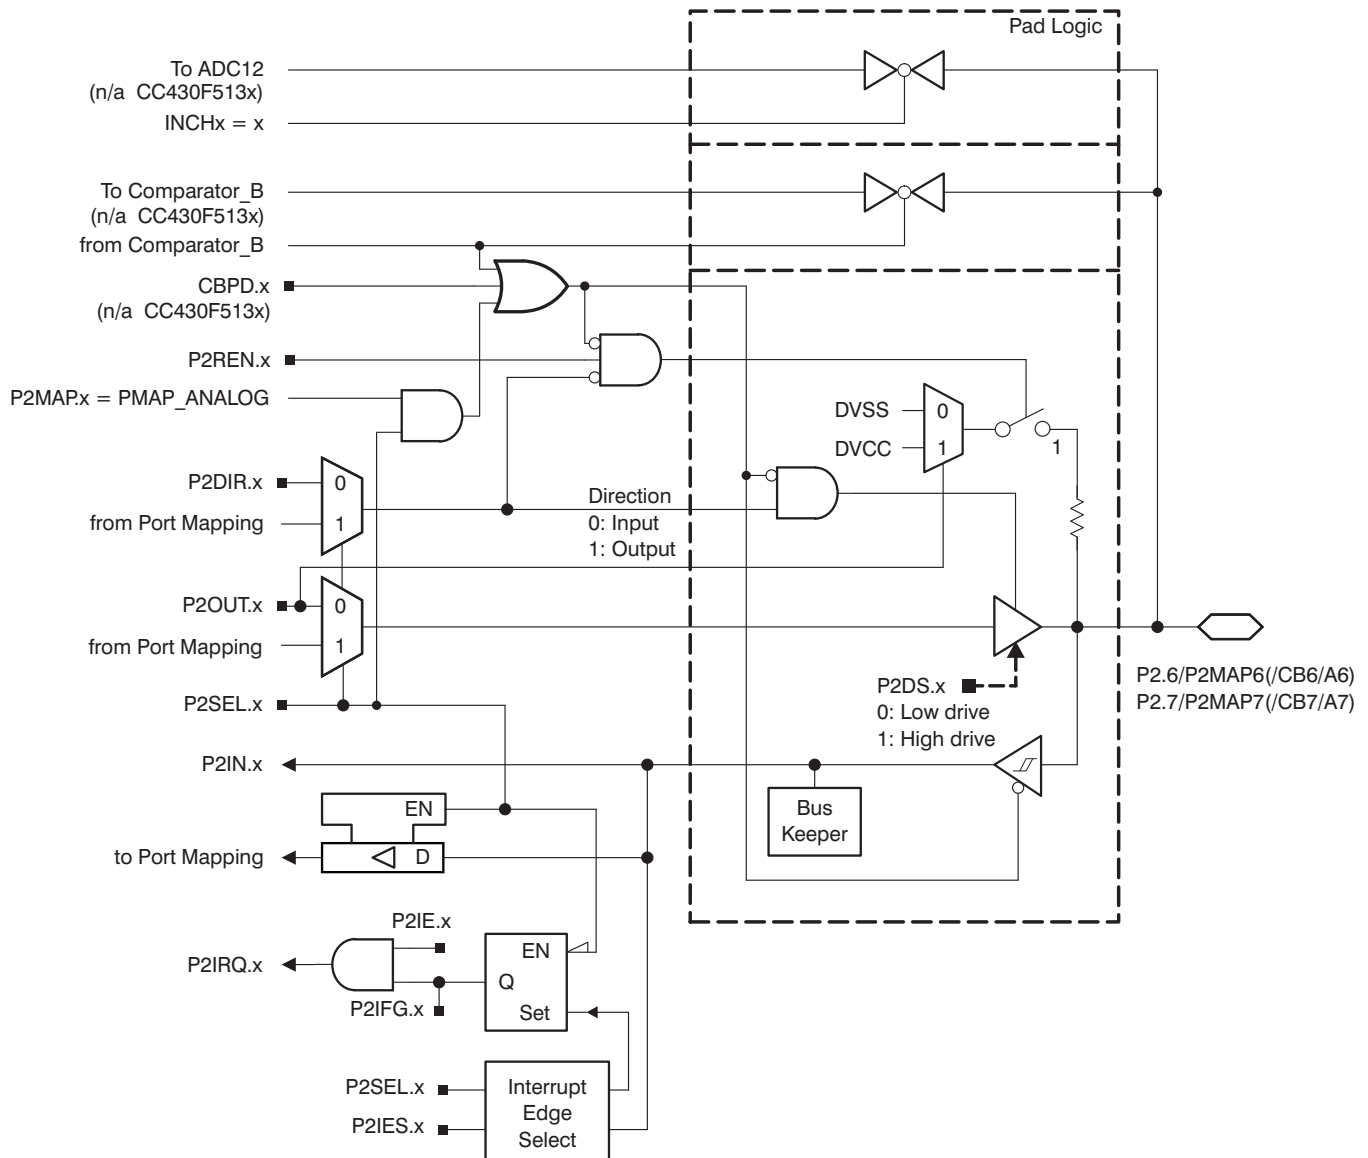 Pad Logic
To ADC12
(n/a CC430F513x)
INCHx = x
To Comparator_B
(n/a CC430F513x)
from Comparator_B
CBPD.x
(n/a CC430F513x)
P2REN.x
P2MAP.x = PMAP_ANALOG
DVSS
0
DVCC
1
1
P2DIR.x
0
from Port Mapping
1
Direction
0: Input
1: Output
P2OUT.x
0
from Port Mapping
1
P2SEL.x
P2DS.x
0: Low drive
1: High drive
P2.6/P2MAP6(/CB6/A6)
P2.7/P2MAP7(/CB7/A7)
P2IN.x
Bus
Keeper
EN
to Port Mapping
D
P2IE.x
P2IRQ.x
EN
Q
P2IFG.x
Set
P2SEL.x
P2IES.x
Interrupt
Edge
Select